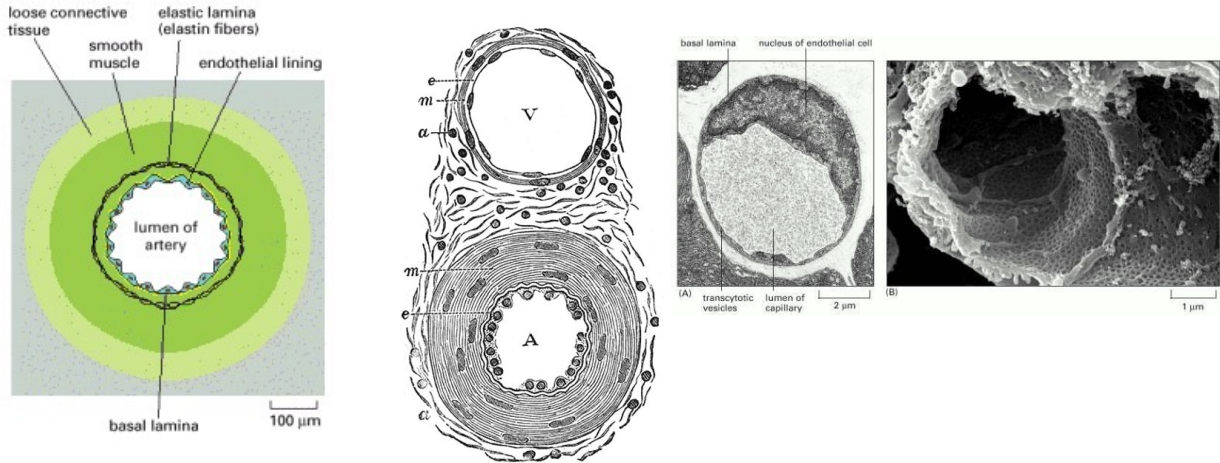 loose connective
tissue
elastic lamina
(elastin fibers)
smooth
muscle
endothelial lining
lumen of
artery
basal lamina
100 μm
e
m
a
V
m
e
A
a
basal lamina
nucleus of endothelial cell
(A)
transcytotic
vesicles
lumen of
capillary
2 μm
(B)
1 μm